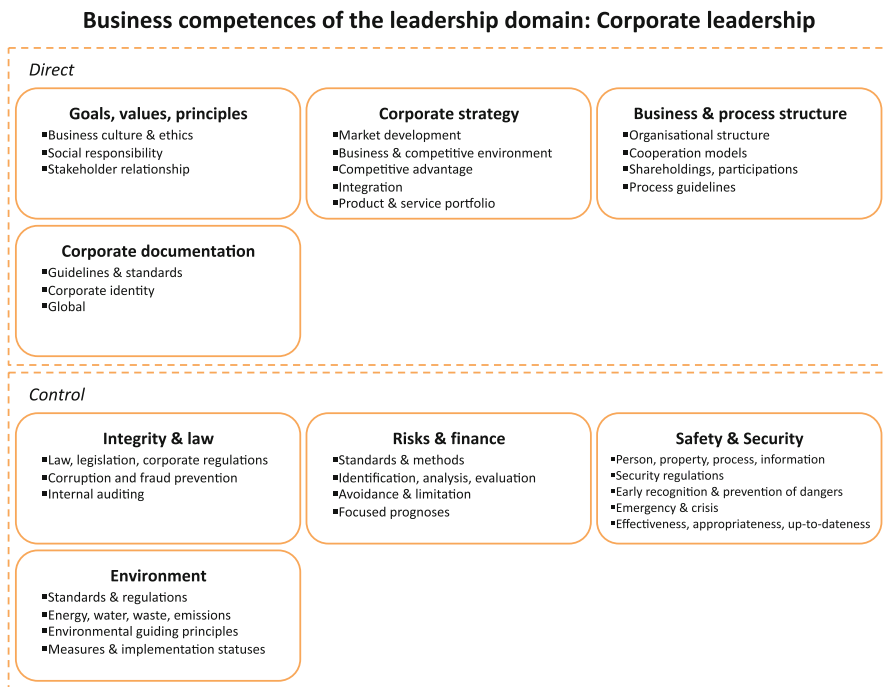 Business competences of the leadership domain: Corporate leadership
Direct
Goals, values, principles
▪Business culture & ethics
▪Social responsibility
▪Stakeholder relationship
Corporate strategy
▪Market development
▪Business & competitive environment
▪Competitive advantage
▪Integration
▪Product & service portfolio
Business & process structure
▪Organisational structure
▪Cooperation models
▪Shareholdings, participations
▪Process guidelines
Corporate documentation
▪Guidelines & standards
▪Corporate identity
▪Global
Control
Integrity & law
▪Law, legislation, corporate regulations
▪Corruption and fraud prevention
▪Internal auditing
Risks & finance
▪Standards & methods
▪Identification, analysis, evaluation
▪Avoidance & limitation
▪Focused prognoses
Safety & Security
▪Person, property, process, information
▪Security regulations
▪Early recognition & prevention of dangers
▪Emergency & crisis
▪Effectiveness, appropriateness, up-to-dateness
Environment
▪Standards & regulations
▪Energy, water, waste, emissions
▪Environmental guiding principles
▪Measures & implementation statuses